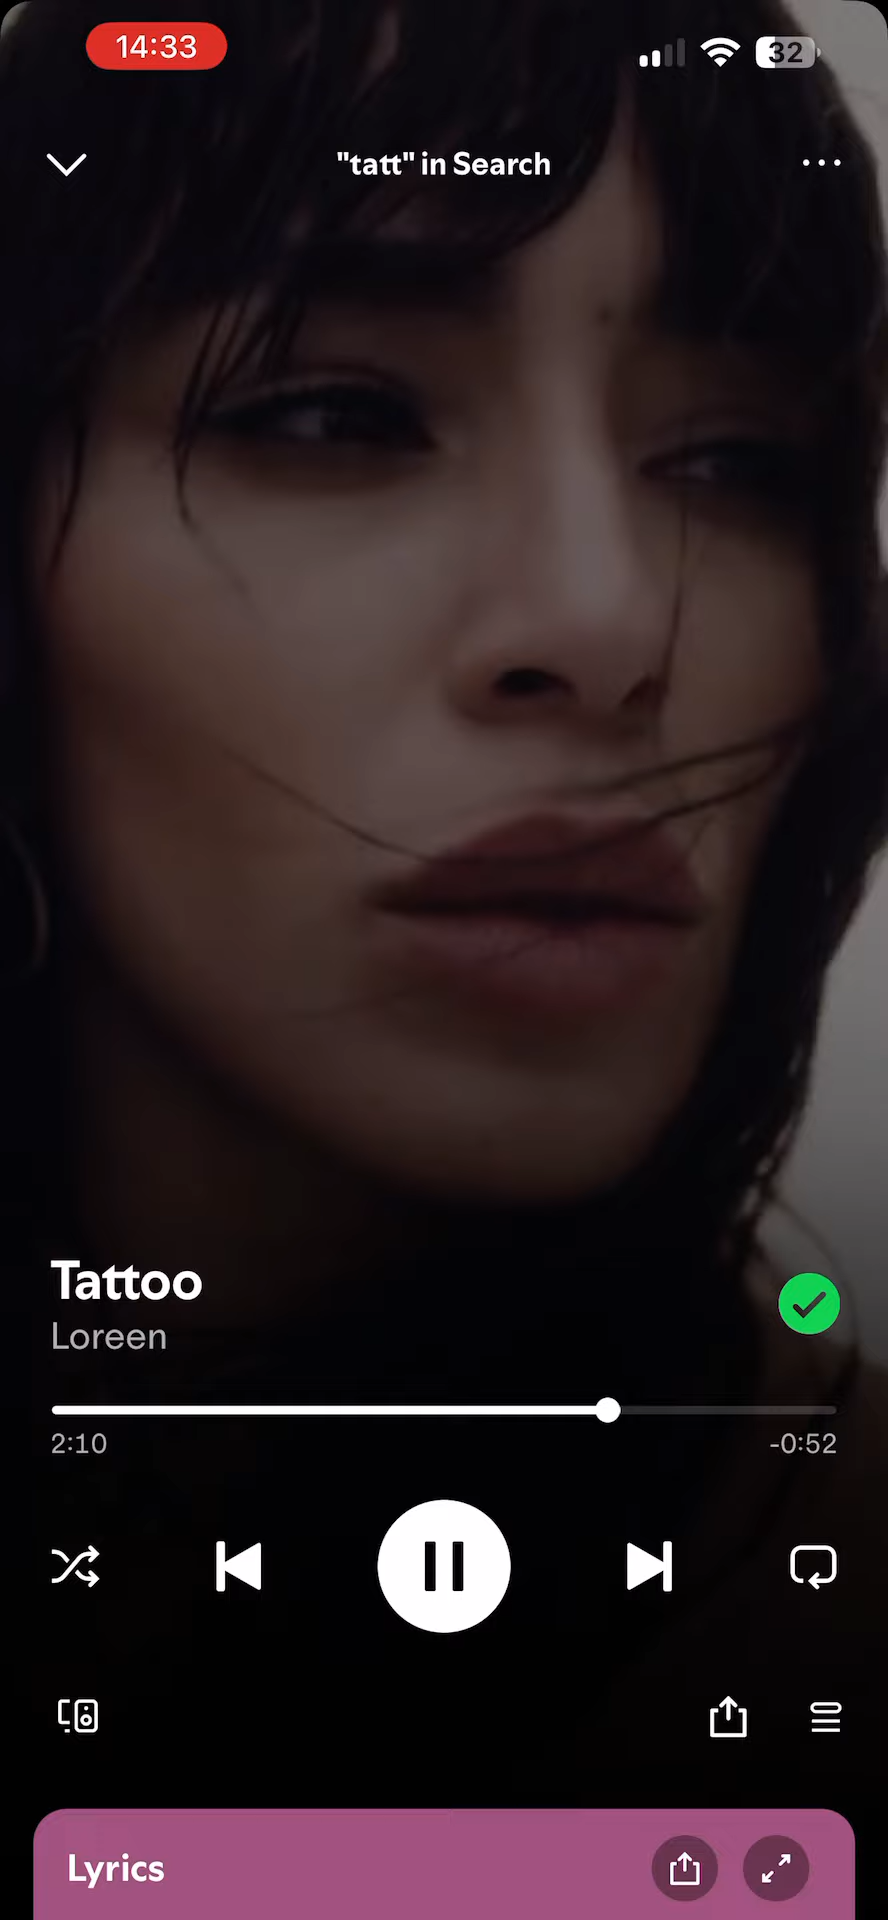 14:33
32
"tatt" in Search
Tattoo
Loreen
2:10
-0:52
Lyrics